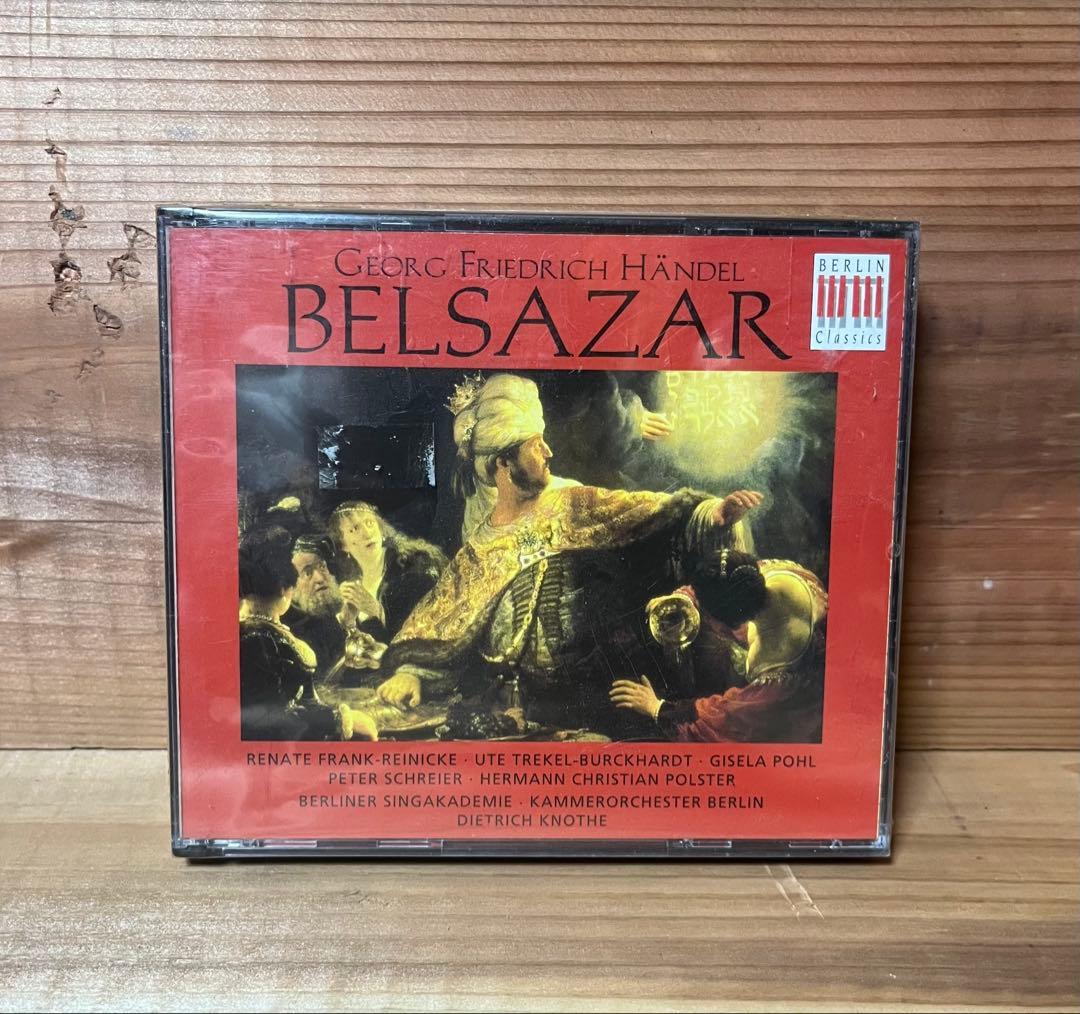 GEORG FRIEDRICH HÄNDEL
BELSAZAR
BERLIN
Classics
RENATE FRANK-REINICKE · UTE TREKEL-BURCKHARDT · GISELA POHL
PETER SCHREIER · HERMANN CHRISTIAN POLSTER
BERLINER SINGAKADEMIE · KAMMERORCHESTER BERLIN
DIETRICH KNOTHE